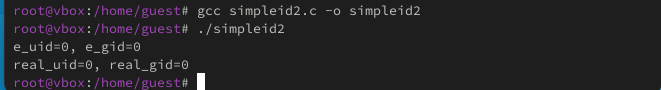 root@vbox:/home/guest# gcc simpleid2.c -o simpleid2
root@vbox:/home/guest# ./simpleid2
e_uid=0, e_gid=0
real_uid=0, real_gid=0
root@vbox:/home/guest#